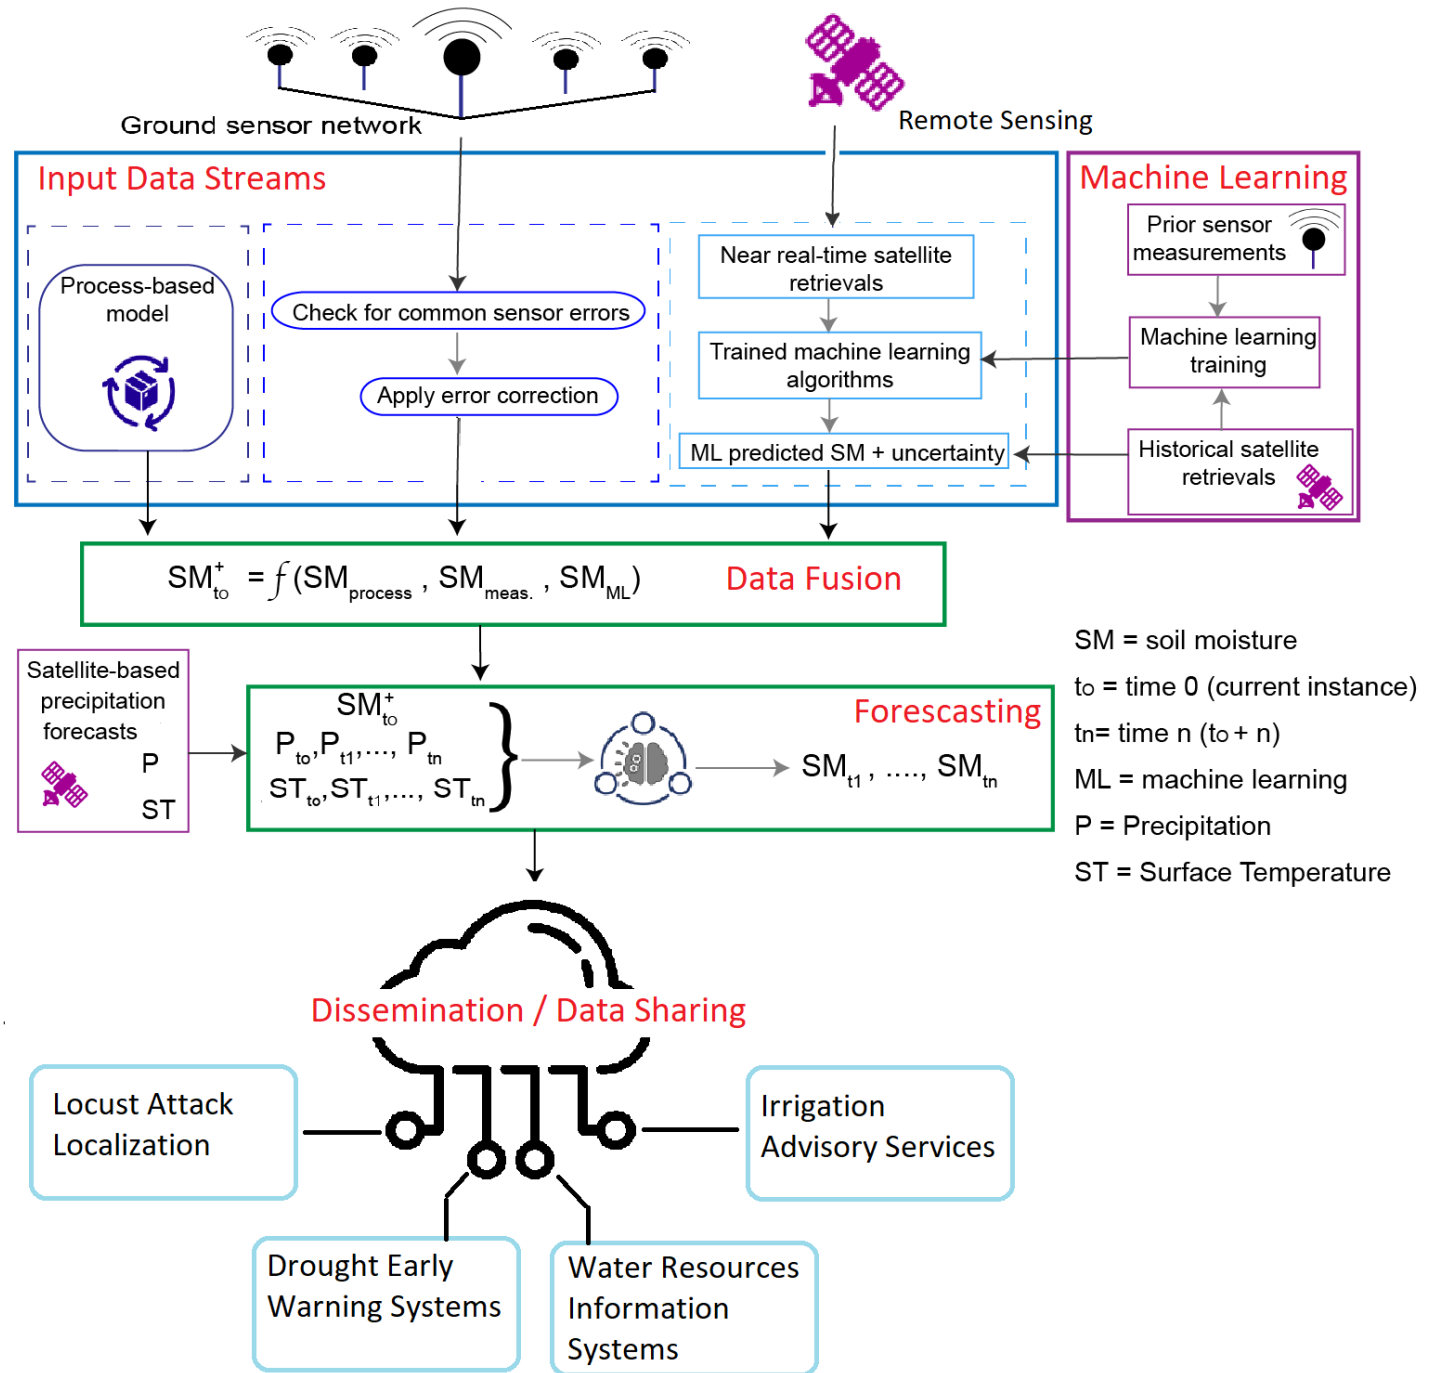 Ground sensor network
Remote Sensing
Input Data Streams
Process-based
model
Check for common sensor errors
Apply error correction
Near real-time satellite
retrievals
Trained machine learning
algorithms
ML predicted SM + uncertainty
Machine Learning
Prior sensor
measurements
Machine learning
training
Historical satellite
retrievals
SM+to = f (SMprocess , SMmeas. , SMML)
Data Fusion
Satellite-based
precipitation
forecasts
P
ST
SM+to
Pto,Pt1,..., Ptn
STto,STt1,..., STtn
Forescasting
SMt1 , ...., SMtn
SM = soil moisture
to = time 0 (current instance)
tn= time n (to + n)
ML = machine learning
P = Precipitation
ST = Surface Temperature
Dissemination / Data Sharing
Locust Attack
Localization
Irrigation
Advisory Services
Drought Early
Warning Systems
Water Resources
Information
Systems